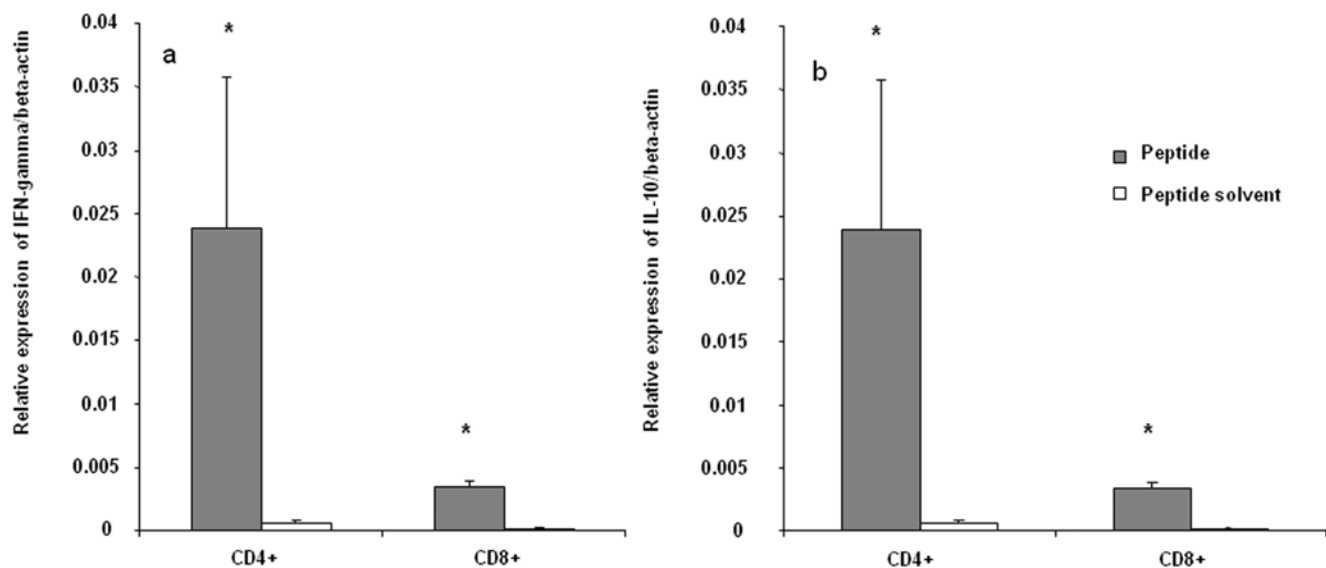 Relative expression of IFN-gamma/beta-actin
0.04
0.035
0.03
0.025
0.02
0.015
0.01
0.005
0
a
*
*
CD4+
CD8+
Relative expression of IL-10/beta-actin
0.04
0.035
0.03
0.025
0.02
0.015
0.01
0.005
0
b
*
*
Peptide
Peptide solvent
CD4+
CD8+